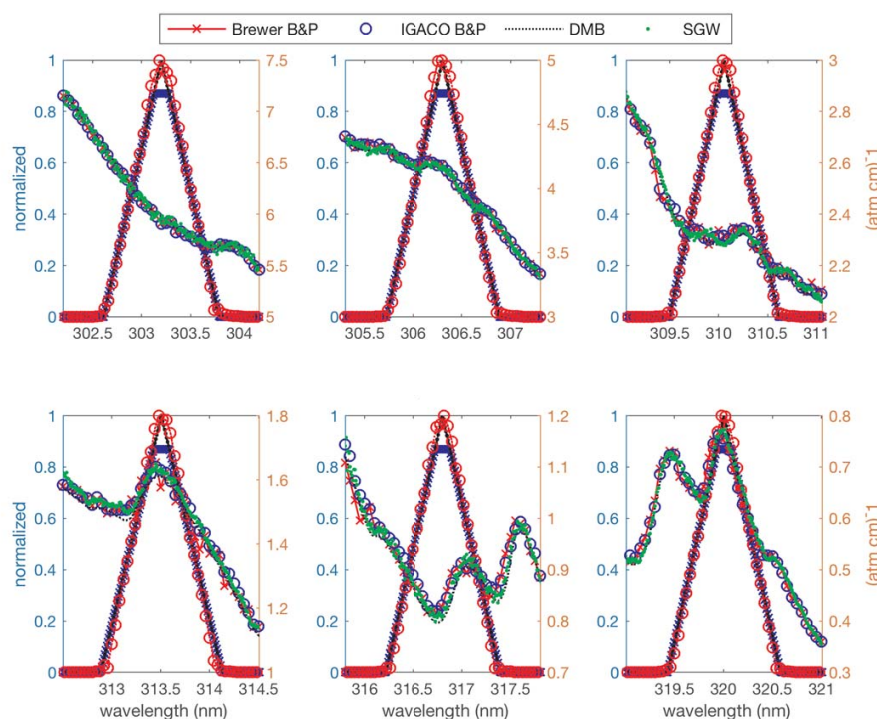 Brewer B&P IGACO B&P DMB SGW
1 0.8 0.6 0.4 0.2 0
normalized
7.5 7 6.5 6 5.5 5
302.5 303 303.5 304
1 0.8 0.6 0.4 0.2 0
5 4.5 4 3.5 3
305.5 306 306.5 307
1 0.8 0.6 0.4 0.2 0
3 2.8 2.6 2.4 2.2 2
(atm cm)^-1
309.5 310 310.5 311
1 0.8 0.6 0.4 0.2 0
normalized
1.8 1.6 1.4 1.2 1
313 313.5 314 314.5
wavelength (nm)
1 0.8 0.6 0.4 0.2 0
1.2 1.1 1 0.9 0.8 0.7
316 316.5 317 317.5
wavelength (nm)
1 0.8 0.6 0.4 0.2 0
0.8 0.7 0.6 0.5 0.4 0.3
(atm cm)^-1
319.5 320 320.5 321
wavelength (nm)